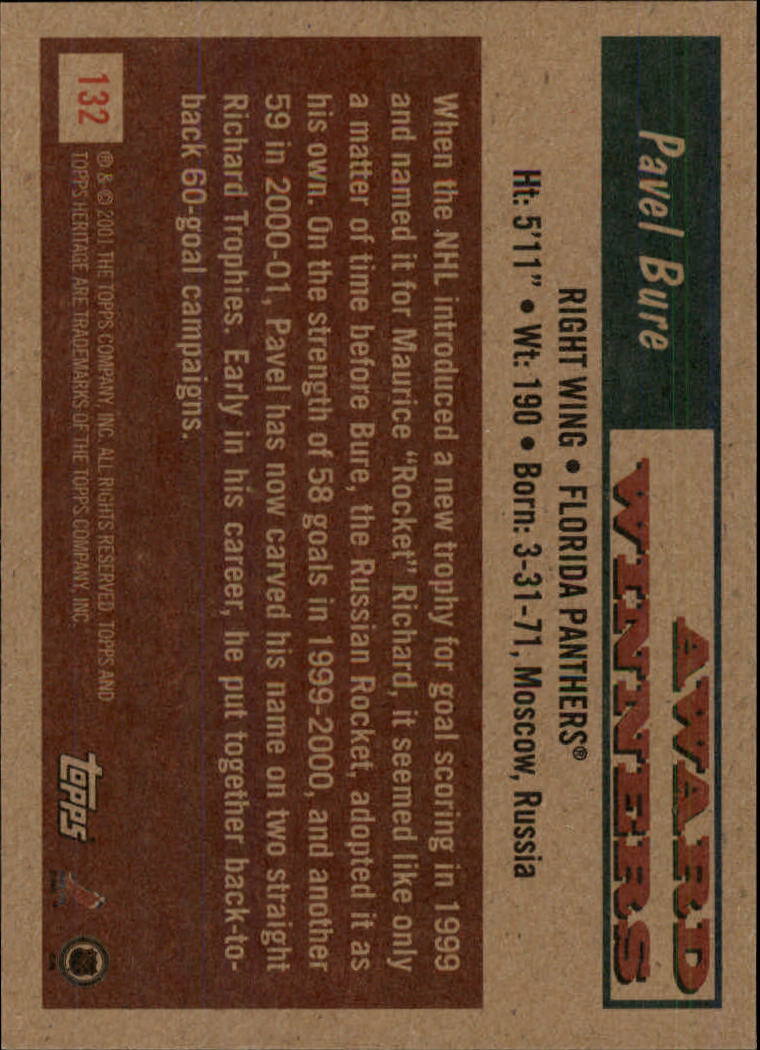 Pavel Bure
AWARD
WINNERS
RIGHT WING • FLORIDA PANTHERS®
Ht: 5'11" • Wt: 190 • Born: 3-31-71, Moscow, Russia
When the NHL introduced a new trophy for goal scoring in 1999
and named it for Maurice “Rocket” Richard, it seemed like only
a matter of time before Bure, the Russian Rocket, adopted it as
his own. On the strength of 58 goals in 1999-2000, and another
59 in 2000-01, Pavel has now carved his name on two straight
Richard Trophies. Early in his career, he put together back-to-
back 60-goal campaigns.
132
® & © 2001 THE TOPPS COMPANY, INC. ALL RIGHTS RESERVED. TOPPS AND
TOPPS HERITAGE ARE TRADEMARKS OF THE TOPPS COMPANY, INC.
topps